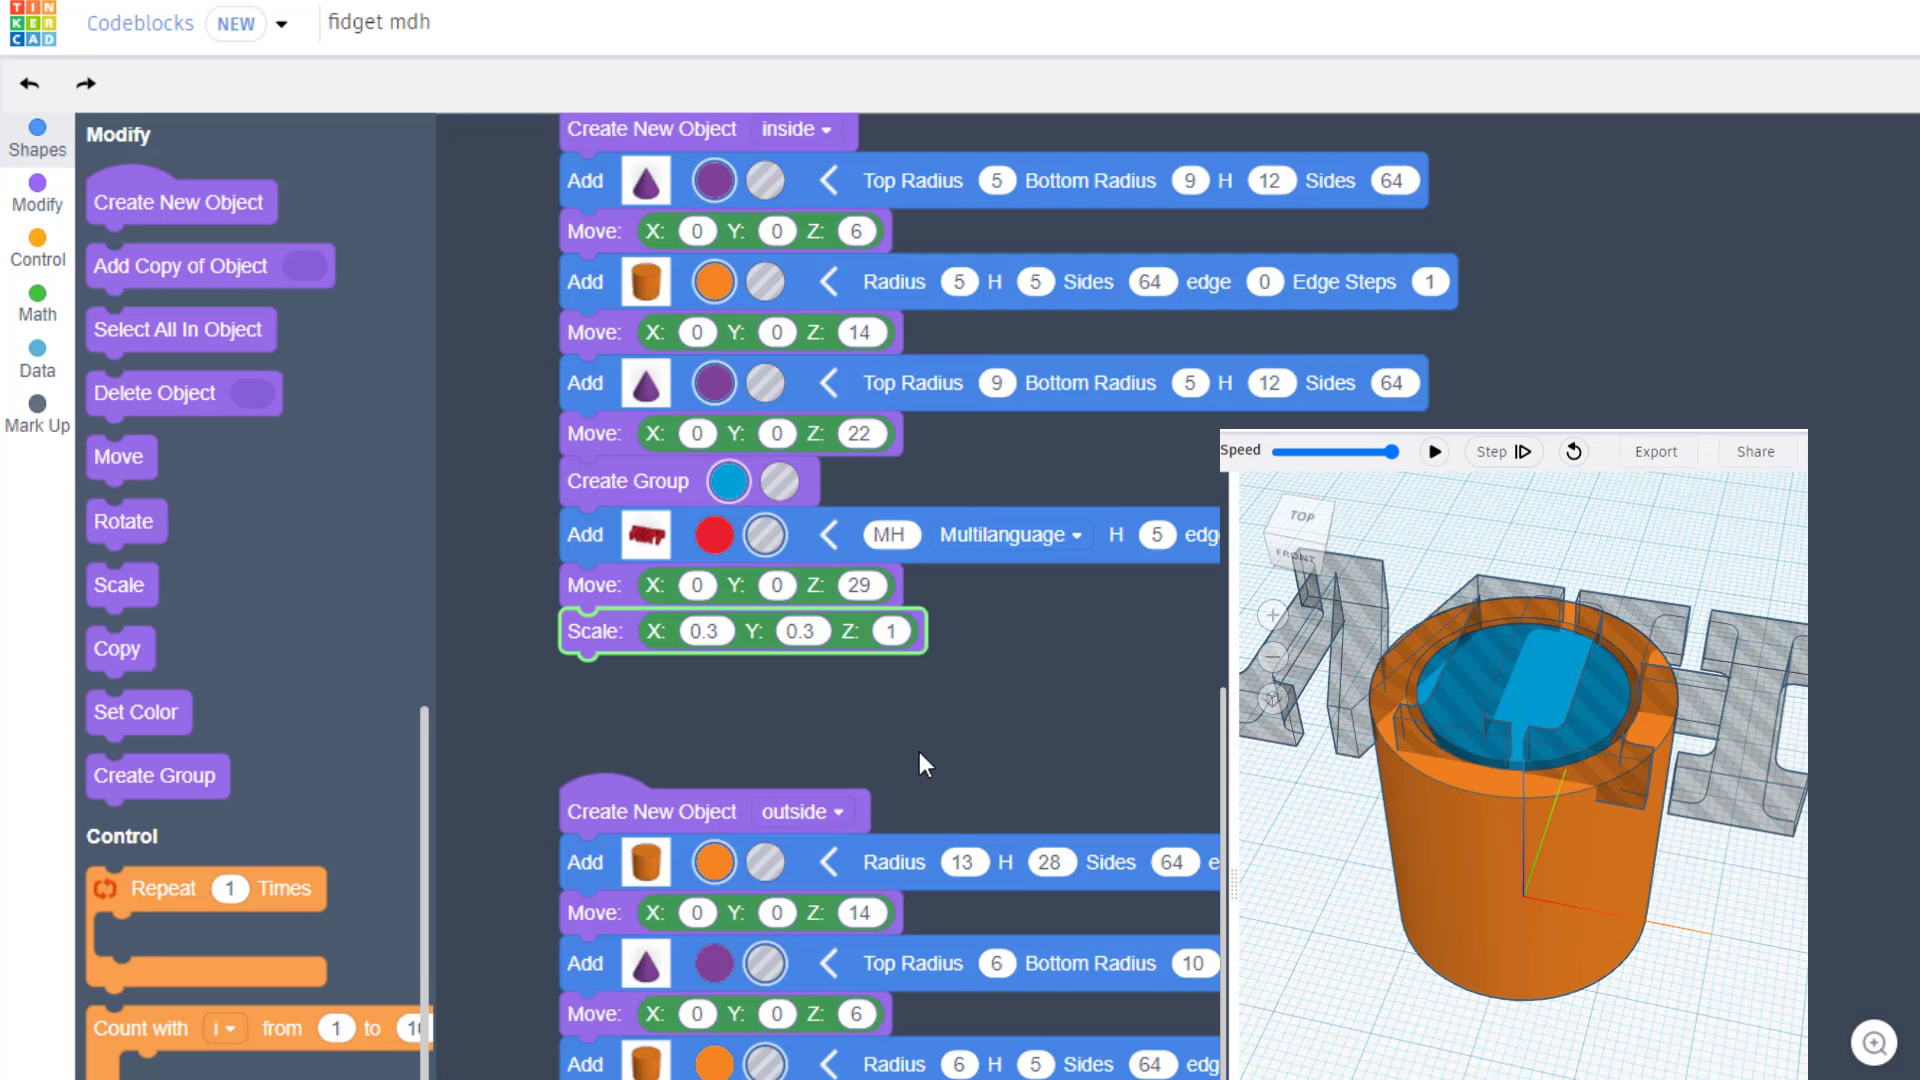 TIN
KER
CAD
Codeblocks NEW fidget mdh
Shapes
Modify
Control
Math
Data
Mark Up
Modify
Create New Object
Add Copy of Object
Select All In Object
Delete Object
Move
Rotate
Scale
Copy
Set Color
Create Group
Control
Repeat 1 Times
Count with i from 1 to
Create New Object inside
Add Top Radius 5 Bottom Radius 9 H 12 Sides 64
Move: X: 0 Y: 0 Z: 6
Add Radius 5 H 5 Sides 64 edge 0 Edge Steps 1
Move: X: 0 Y: 0 Z: 14
Add Top Radius 9 Bottom Radius 5 H 12 Sides 64
Move: X: 0 Y: 0 Z: 22
Create Group
Add MH Multilanguage H 5 edg
Move: X: 0 Y: 0 Z: 29
Scale: X: 0.3 Y: 0.3 Z: 1
Create New Object outside
Add Radius 13 H 28 Sides 64 e
Move: X: 0 Y: 0 Z: 14
Add Top Radius 6 Bottom Radius 10
Move: X: 0 Y: 0 Z: 6
Add Radius 6 H 5 Sides 64 edg
Speed Step Export Share
TOP
FRONT